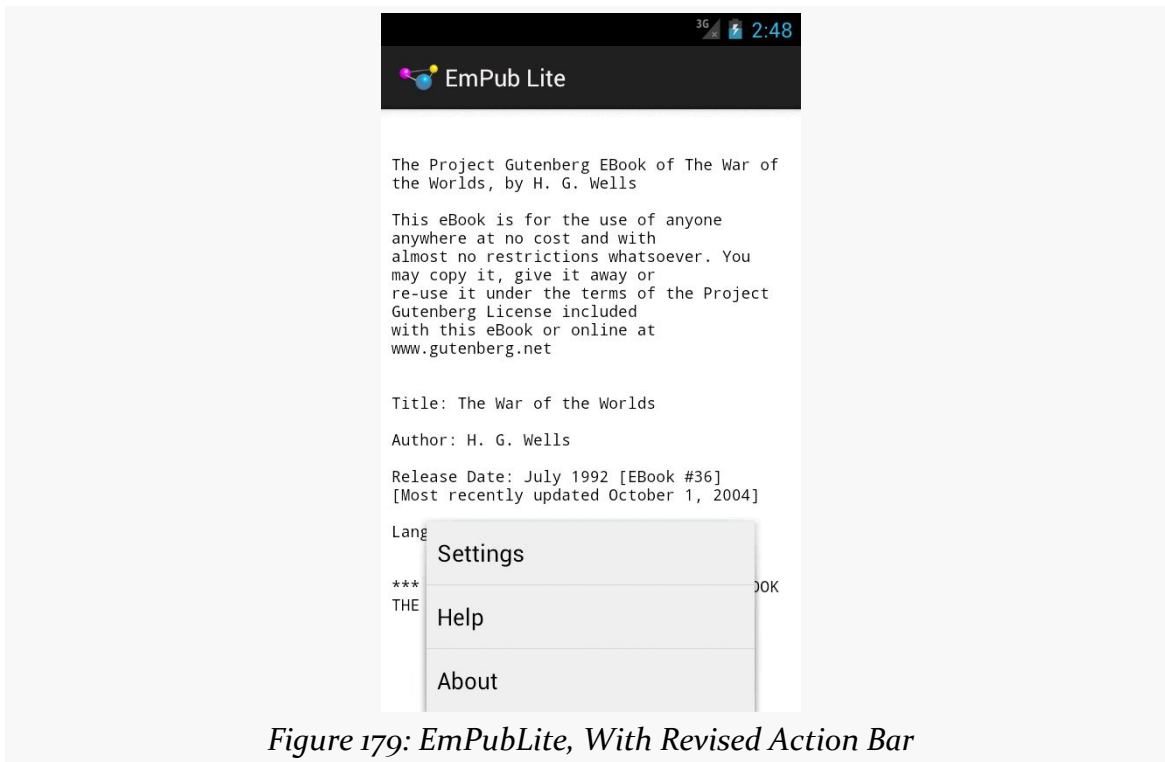 3G 2:48
EmPub Lite
The Project Gutenberg EBook of The War of
the Worlds, by H. G. Wells
This eBook is for the use of anyone
anywhere at no cost and with
almost no restrictions whatsoever. You
may copy it, give it away or
re-use it under the terms of the Project
Gutenberg License included
with this eBook or online at
www.gutenberg.net
Title: The War of the Worlds
Author: H. G. Wells
Release Date: July 1992 [EBook #36]
[Most recently updated October 1, 2004]
Lang
Settings
*** OOK
THE
Help
About
Figure 179: EmPubLite, With Revised Action Bar